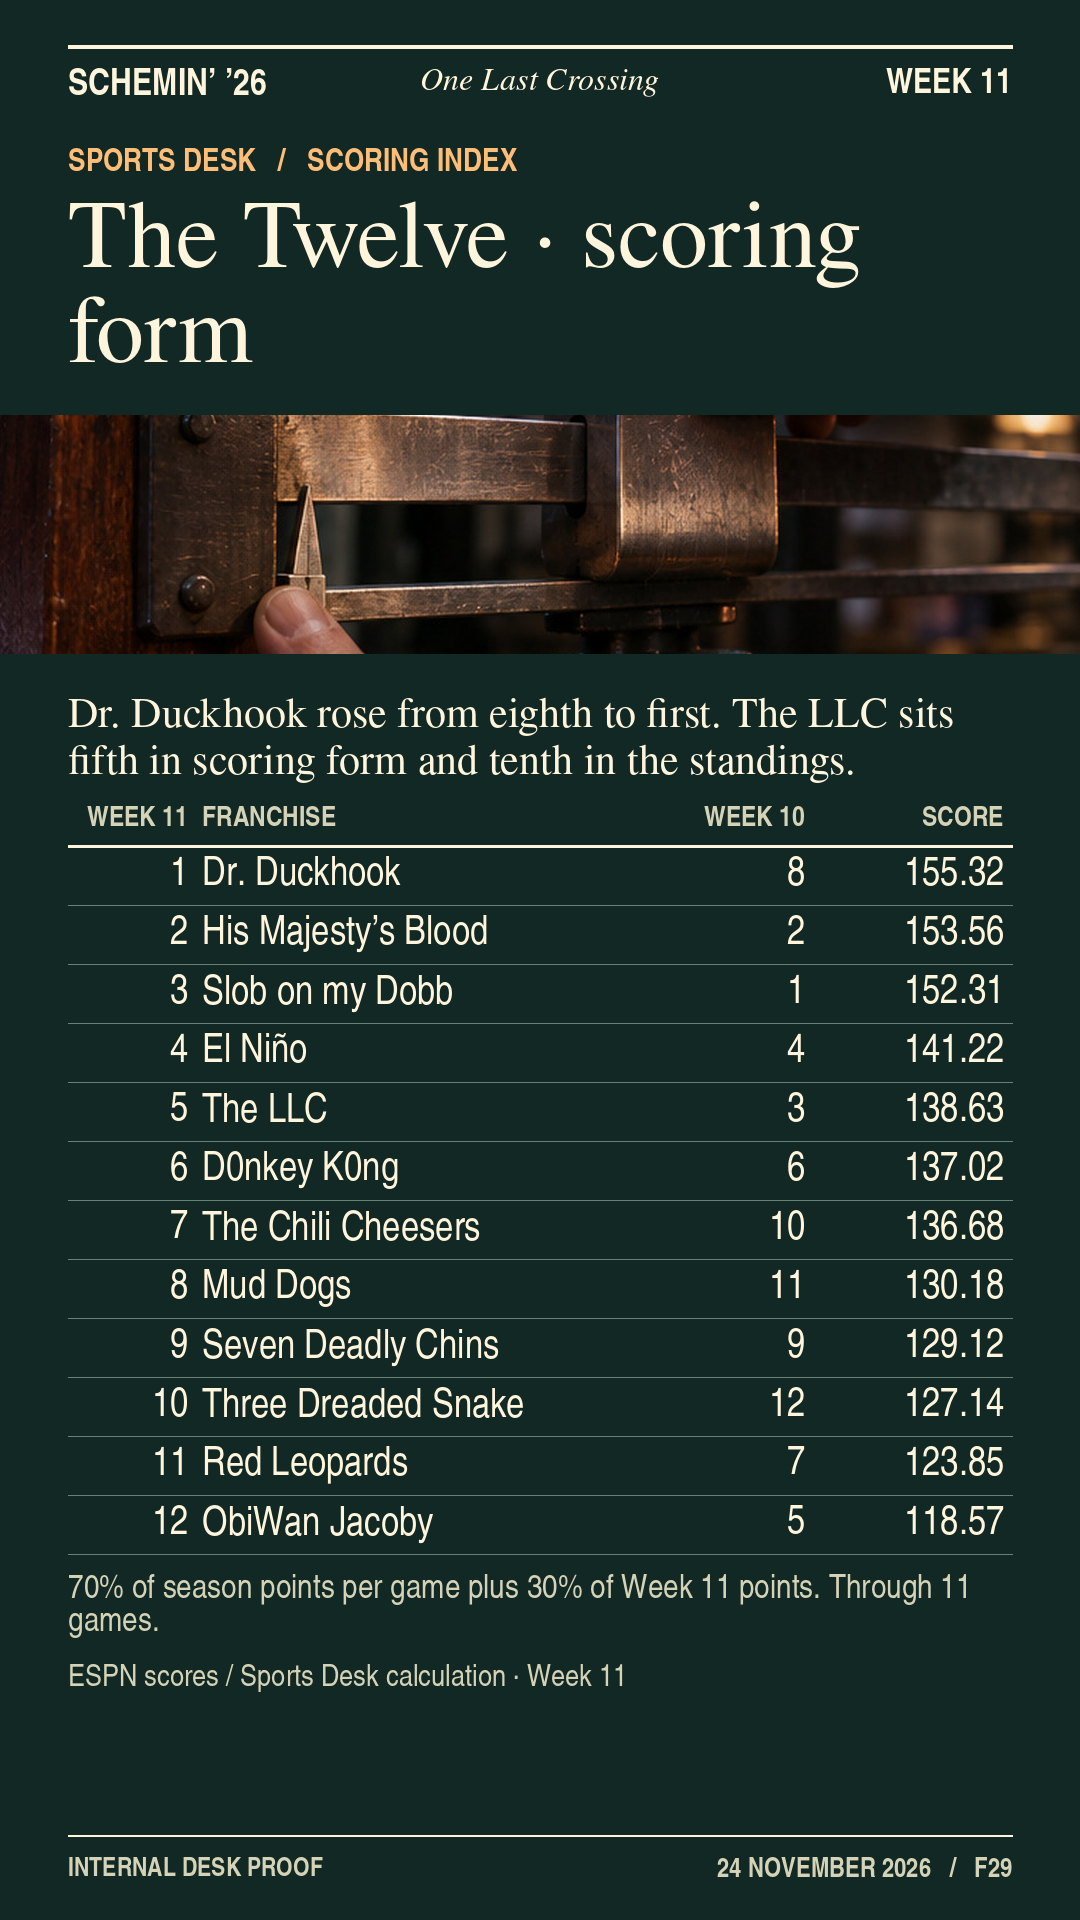 SCHEMIN’ ’26 One Last Crossing WEEK 11
SPORTS DESK / SCORING INDEX
The Twelve · scoring
form
Dr. Duckhook rose from eighth to first. The LLC sits
fifth in scoring form and tenth in the standings.
WEEK 11 FRANCHISE WEEK 10 SCORE
1 Dr. Duckhook 8 155.32
2 His Majesty’s Blood 2 153.56
3 Slob on my Dobb 1 152.31
4 El Niño 4 141.22
5 The LLC 3 138.63
6 D0nkey K0ng 6 137.02
7 The Chili Cheesers 10 136.68
8 Mud Dogs 11 130.18
9 Seven Deadly Chins 9 129.12
10 Three Dreaded Snake 12 127.14
11 Red Leopards 7 123.85
12 ObiWan Jacoby 5 118.57
70% of season points per game plus 30% of Week 11 points. Through 11
games.
ESPN scores / Sports Desk calculation · Week 11
INTERNAL DESK PROOF 24 NOVEMBER 2026 / F29